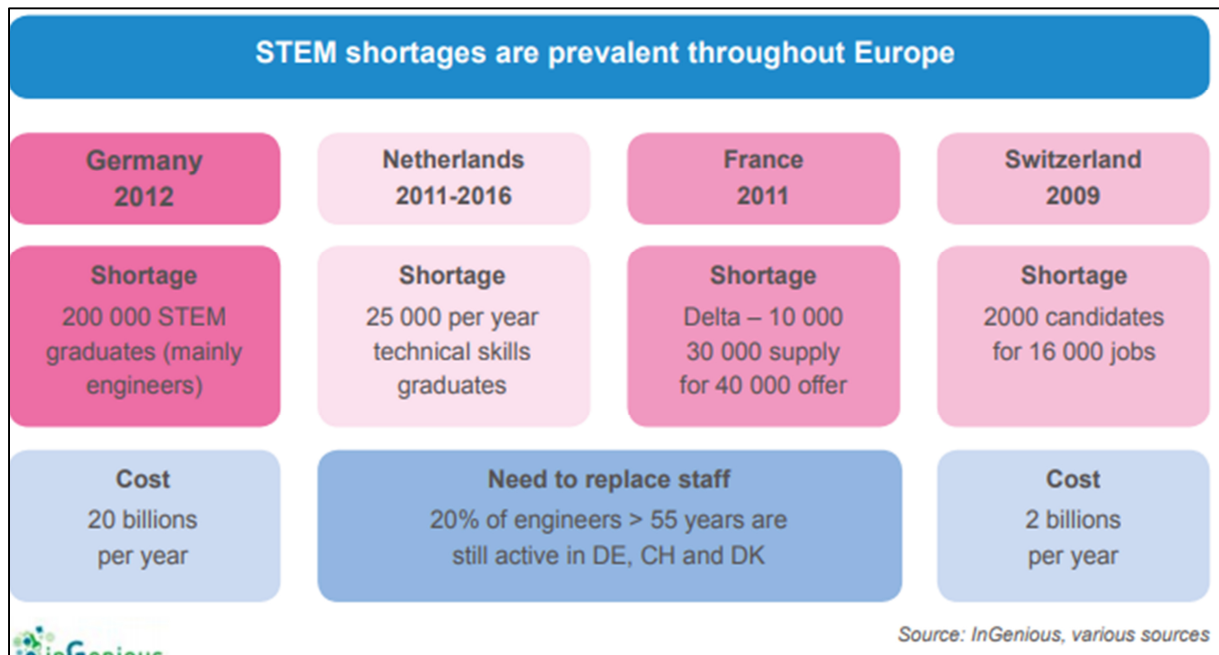 STEM shortages are prevalent throughout Europe
Germany
2012
Netherlands
2011-2016
France
2011
Switzerland
2009
Shortage
200 000 STEM
graduates (mainly
engineers)
Shortage
25 000 per year
technical skills
graduates
Shortage
Delta – 10 000
30 000 supply
for 40 000 offer
Shortage
2000 candidates
for 16 000 jobs
Cost
20 billions
per year
Need to replace staff
20% of engineers > 55 years are
still active in DE, CH and DK
Cost
2 billions
per year
inGenious
Source: InGenious, various sources